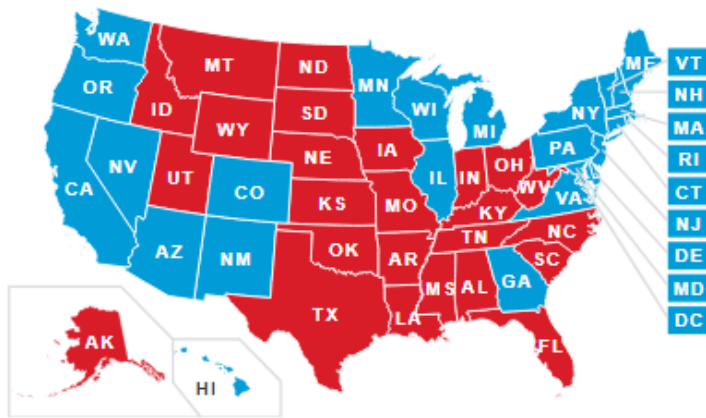 WA
MT
ND
MN
ME
VT
OR
ID
SD
WI
NY
NH
WY
MI
MA
NE
IA
PA
RI
NV
UT
CO
IL
IN
OH
WV
VA
CT
CA
KS
MO
KY
NJ
AZ
NM
OK
AR
TN
NC
SC
DE
MS
AL
GA
MD
TX
LA
DC
AK
FL
HI